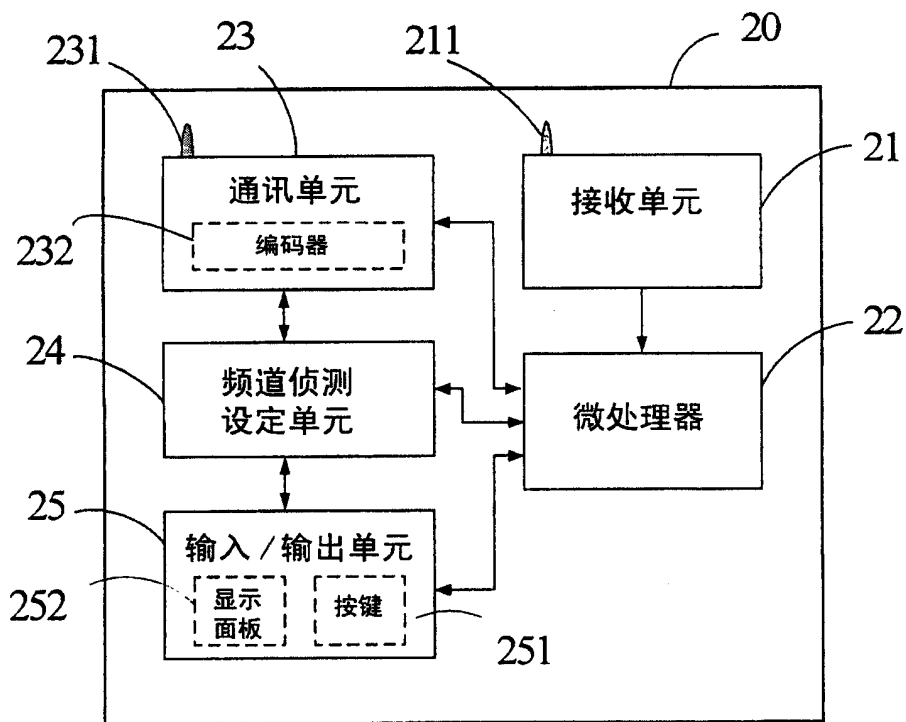 23
211
20
231
通讯单元
编码器
232
接收单元
21
24
频道侦测
设定单元
22
微处理器
25
输入/输出单元
252
显示
面板
按键
251